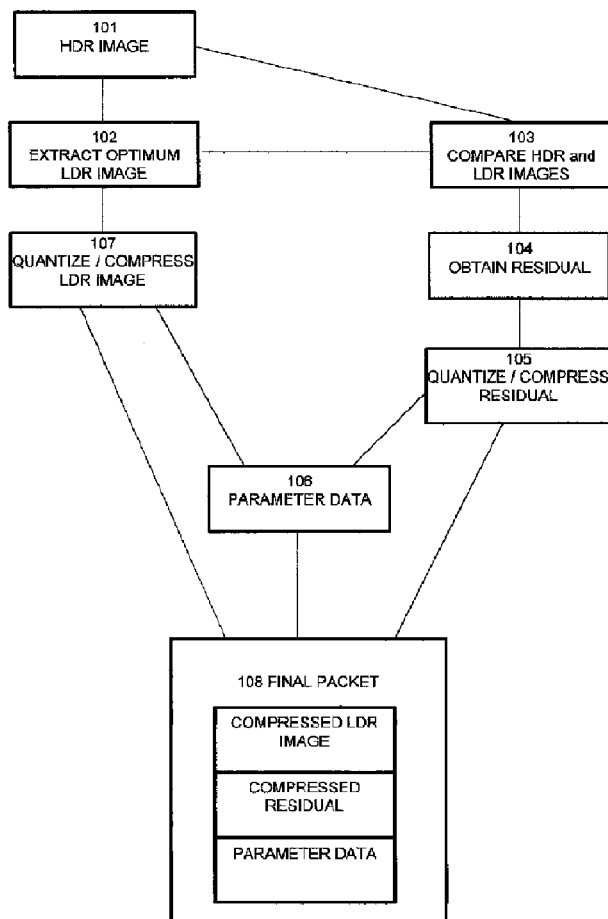 101
HDR IMAGE
102
EXTRACT OPTIMUM
LDR IMAGE
103
COMPARE HDR and
LDR IMAGES
107
QUANTIZE / COMPRESS
LDR IMAGE
104
OBTAIN RESIDUAL
105
QUANTIZE / COMPRESS
RESIDUAL
106
PARAMETER DATA
108 FINAL PACKET
COMPRESSED LDR
IMAGE
COMPRESSED
RESIDUAL
PARAMETER DATA